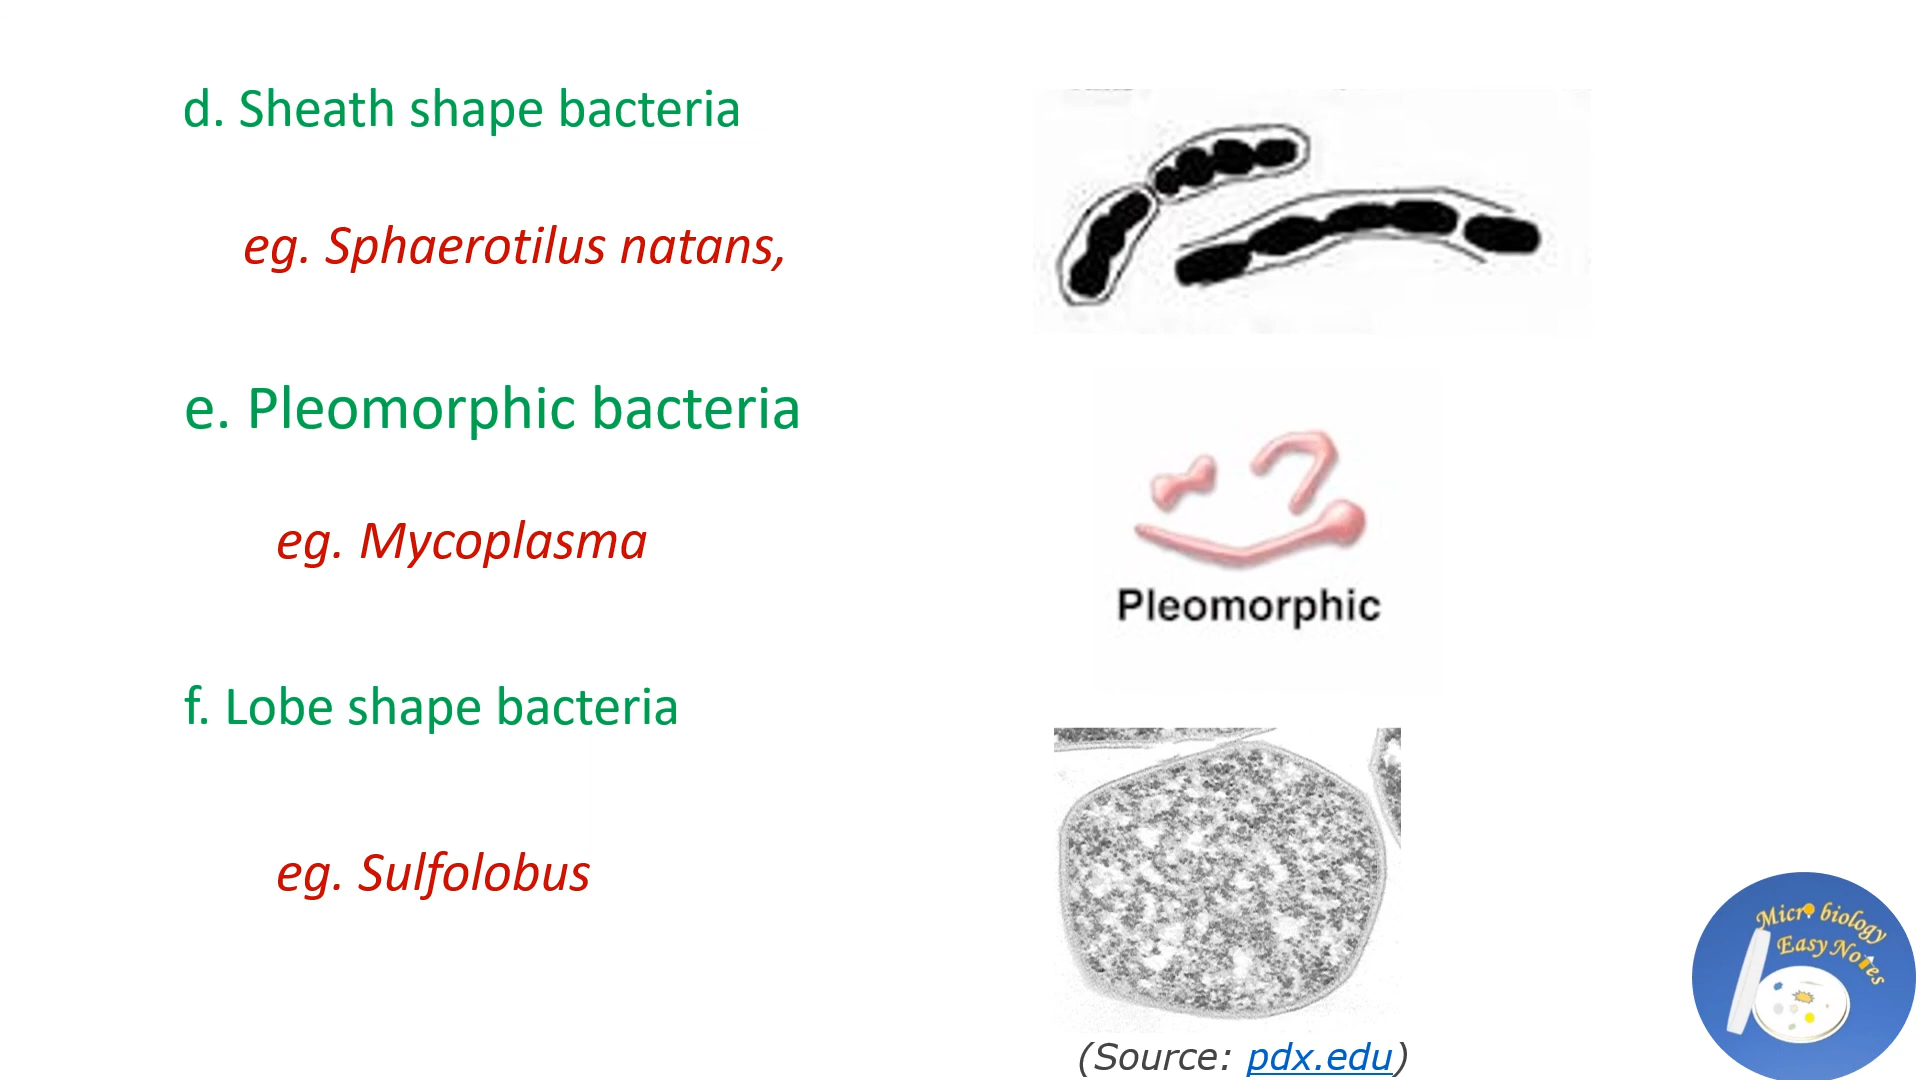 d. Sheath shape bacteria
eg. Sphaerotilus natans,
e. Pleomorphic bacteria
eg. Mycoplasma
Pleomorphic
f. Lobe shape bacteria
eg. Sulfolobus
(Source: pdx.edu)
Micro biology
Easy Notes